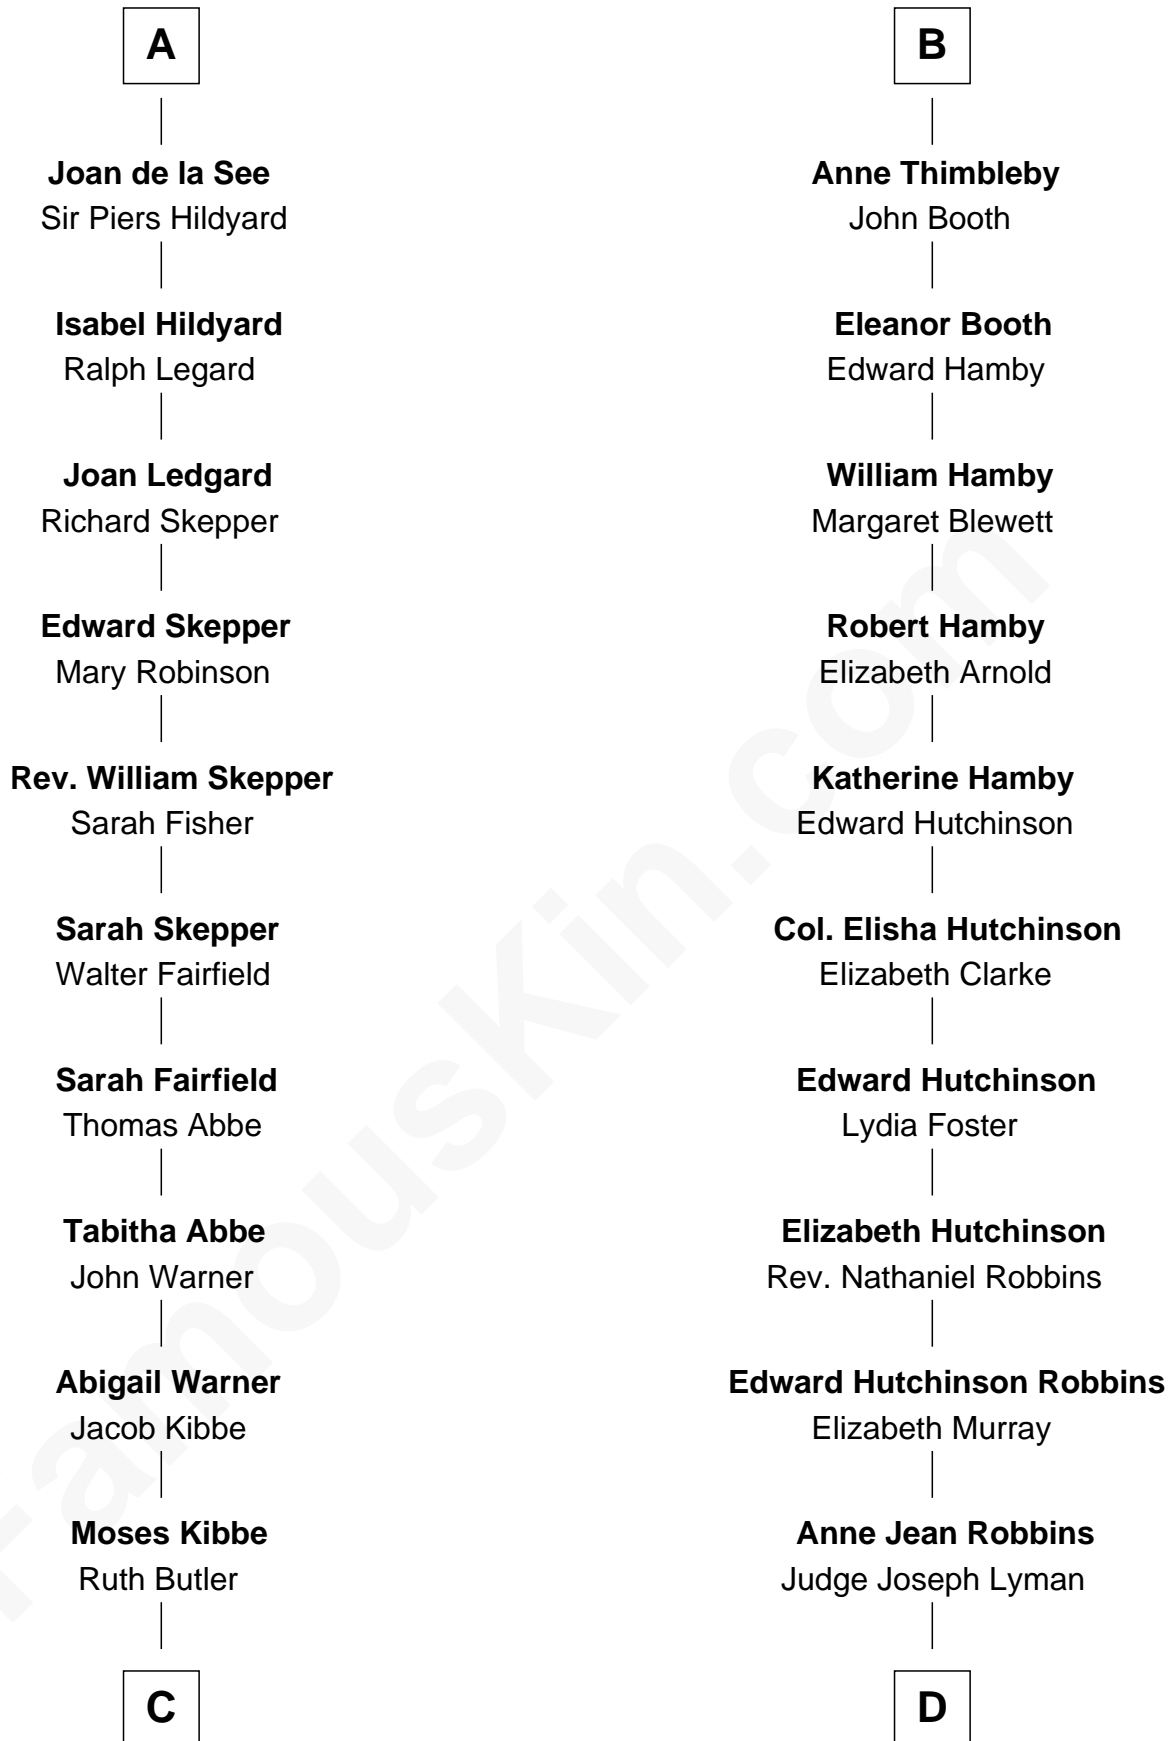 A
Joan de la See
Sir Piers Hildyard
Isabel Hildyard
Ralph Legard
Joan Ledgard
Richard Skepper
Edward Skepper
Mary Robinson
Rev. William Skepper
Sarah Fisher
Sarah Skepper
Walter Fairfield
Sarah Fairfield
Thomas Abbe
Tabitha Abbe
John Warner
Abigail Warner
Jacob Kibbe
Moses Kibbe
Ruth Butler
C
B
Anne Thimbleby
John Booth
Eleanor Booth
Edward Hamby
William Hamby
Margaret Blewett
Robert Hamby
Elizabeth Arnold
Katherine Hamby
Edward Hutchinson
Col. Elisha Hutchinson
Elizabeth Clarke
Edward Hutchinson
Lydia Foster
Elizabeth Hutchinson
Rev. Nathaniel Robbins
Edward Hutchinson Robbins
Elizabeth Murray
Anne Jean Robbins
Judge Joseph Lyman
D
FamousKin.com